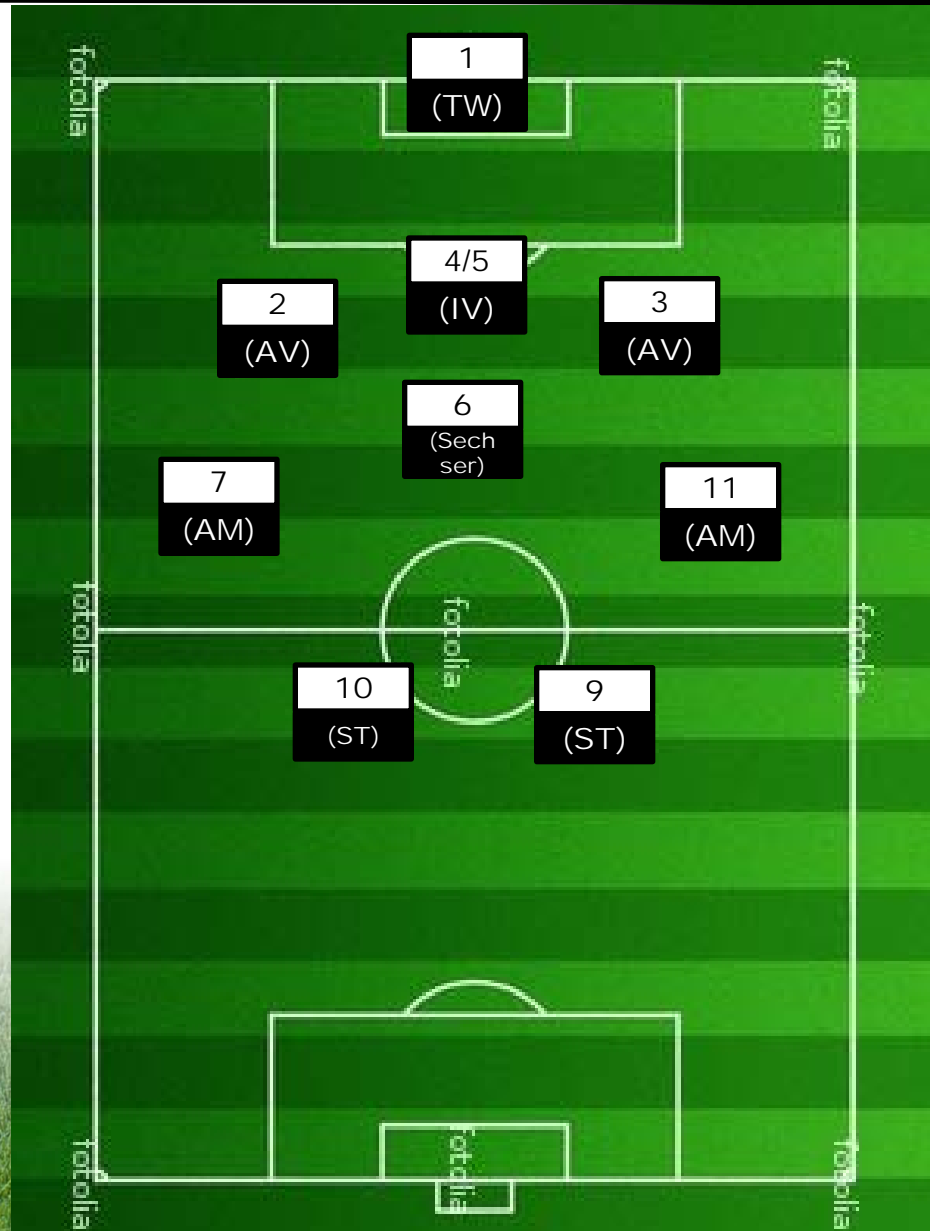 fotolia
1
(TW)
fotolia
4/5
(IV)
2
(AV)
3
(AV)
6
(Sech
ser)
7
(AM)
11
(AM)
fotolia
fotolia
fotolia
10
(ST)
9
(ST)
fotolia
fotolia
fotolia